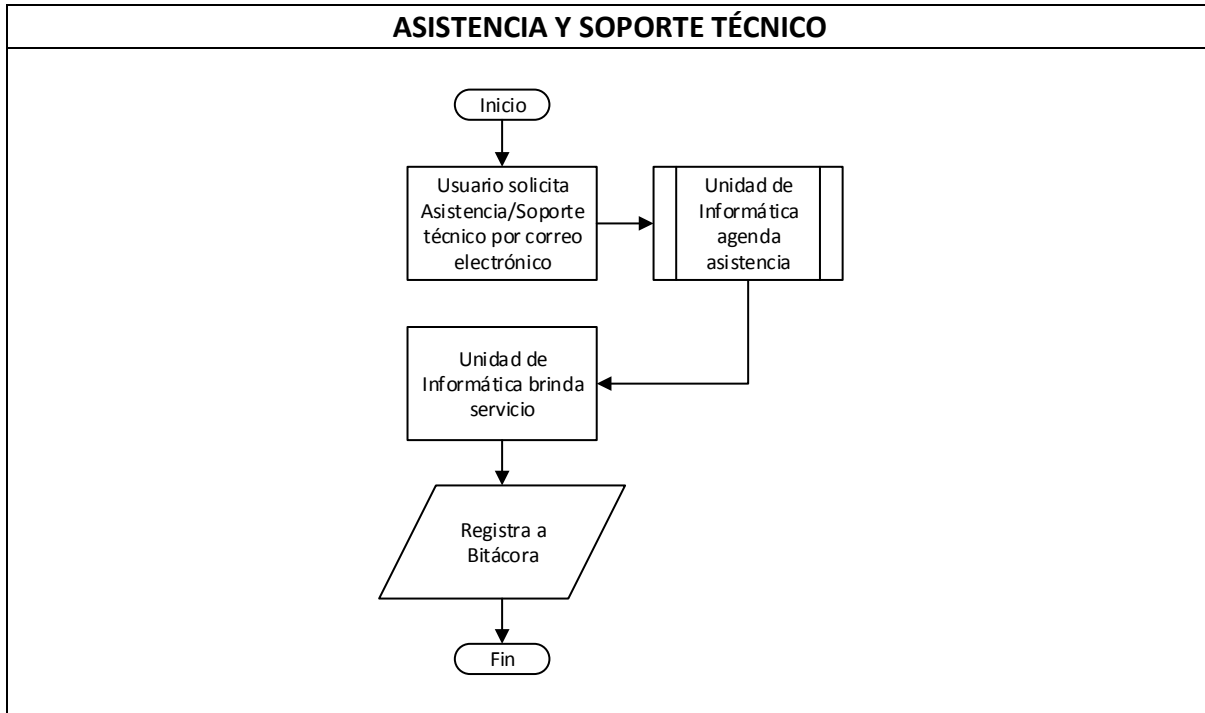 ASISTENCIA Y SOPORTE TÉCNICO
Inicio
Usuario solicita
Asistencia/Soporte
técnico por correo
electrónico
Unidad de
Informática
agenda
asistencia
Unidad de
Informática brinda
servicio
Registra a
Bitácora
Fin